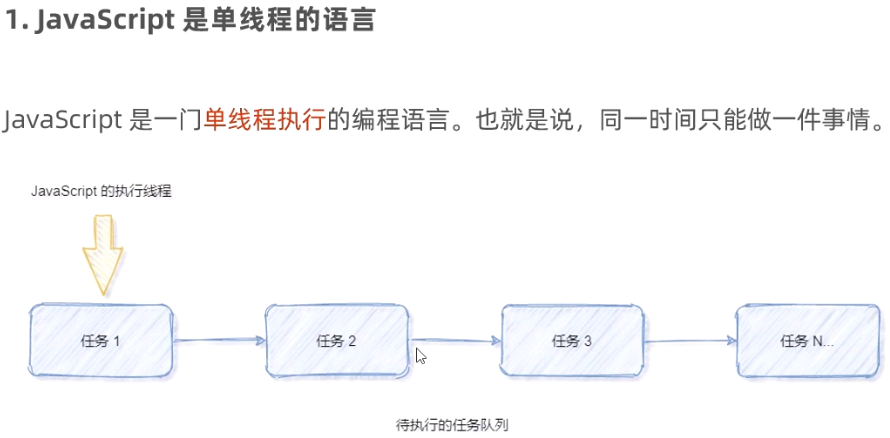 1. JavaScript 是单线程的语言
JavaScript 是一门单线程执行的编程语言。也就是说，同一时间只能做一件事情。
JavaScript 的执行线程
任务 1
任务 2
任务 3
任务 N...
待执行的任务队列